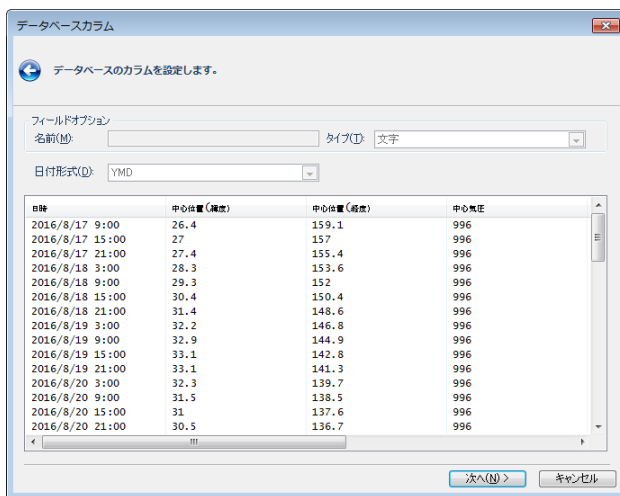 データベースカラム
データベースのカラムを設定します。
フィールドオプション
名前(M): タイプ(T): 文字
日付形式(D): YMD
日時 中心位置(緯度) 中心位置(経度) 中心気圧
2016/8/17 9:00 26.4 159.1 996
2016/8/17 15:00 27 157 996
2016/8/17 21:00 27.4 155.4 996
2016/8/18 3:00 28.3 153.6 996
2016/8/18 9:00 29.3 152 996
2016/8/18 15:00 30.4 150.4 996
2016/8/18 21:00 31.4 148.6 996
2016/8/19 3:00 32.2 146.8 996
2016/8/19 9:00 32.9 144.9 996
2016/8/19 15:00 33.1 142.8 996
2016/8/19 21:00 33.1 141.3 996
2016/8/20 3:00 32.3 139.7 996
2016/8/20 9:00 31.5 138.5 996
2016/8/20 15:00 31 137.6 996
2016/8/20 21:00 30.5 136.7 996
次へ(N) > キャンセル